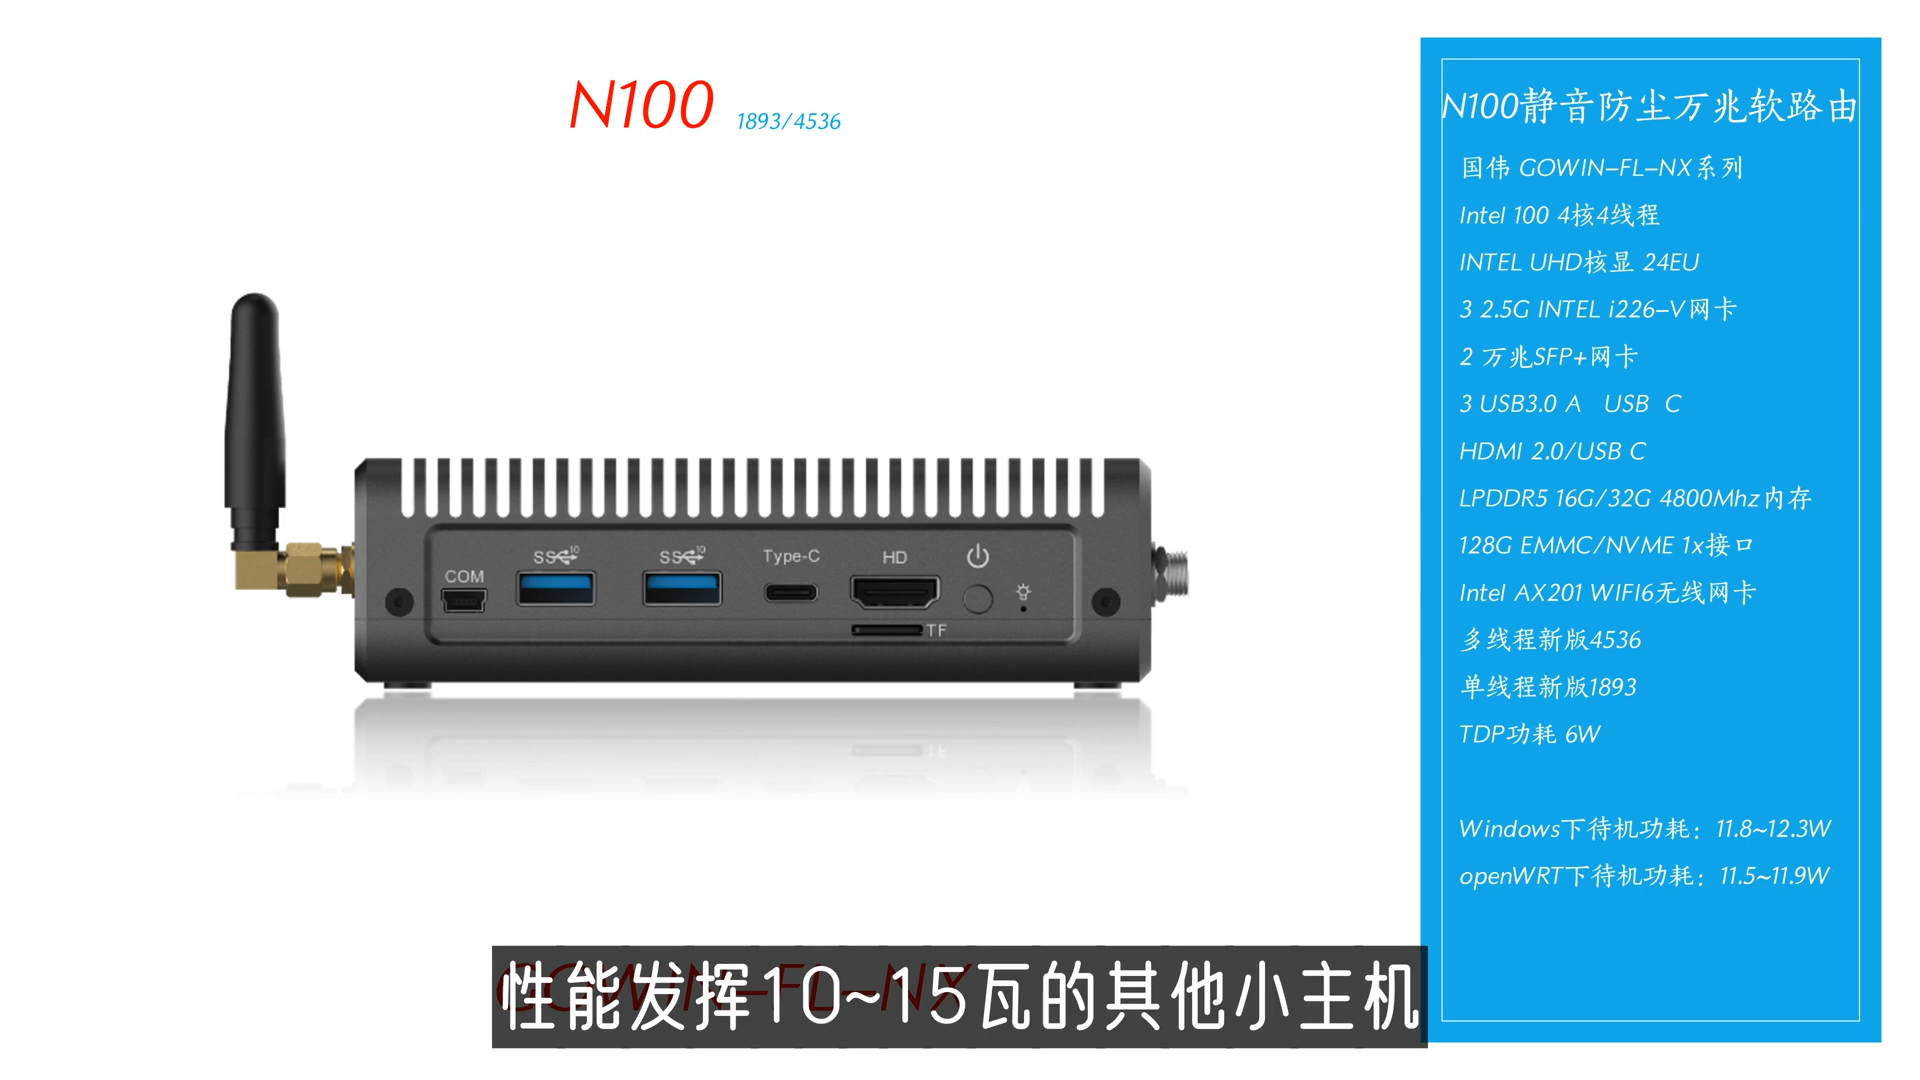 N100 1893/4536
SS 10
SS 10
Type-C
HD
COM
TF
N100静音防尘万兆软路由
国伟 GOWIN-FL-NX系列
Intel 100 4核4线程
INTEL UHD核显 24EU
3 2.5G INTEL i226-V网卡
2 万兆SFP+网卡
3 USB3.0 A USB C
HDMI 2.0/USB C
LPDDR5 16G/32G 4800Mhz内存
128G EMMC/NVME 1x接口
Intel AX201 WIFI6无线网卡
多线程新版4536
单线程新版1893
TDP功耗 6W
Windows下待机功耗：11.8~12.3W
openWRT下待机功耗：11.5~11.9W
GOWIN-FL-NX
性能发挥10~15瓦的其他小主机